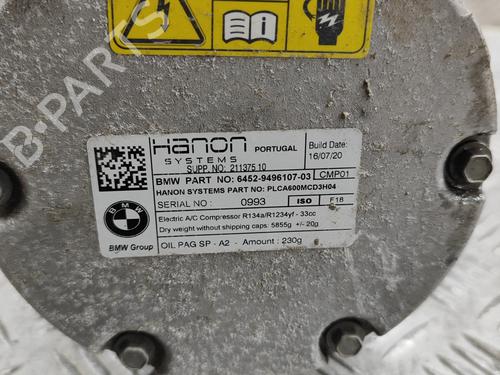 B-PARTS
Hanon
SYSTEMS
PORTUGAL
Build Date:
16/07/20
SUPP. NO: 211375 10
BMW PART NO: 6452-9496107-03
CMP01
HANON SYSTEMS PART NO: PLCA600MCD3H04
SERIAL NO : 0993
ISO
F18
BMW Group
Electric A/C Compressor R134a/R1234yf - 33cc
Dry weight without shipping caps: 5855g +/- 20g
OIL PAG SP - A2 - Amount : 230g